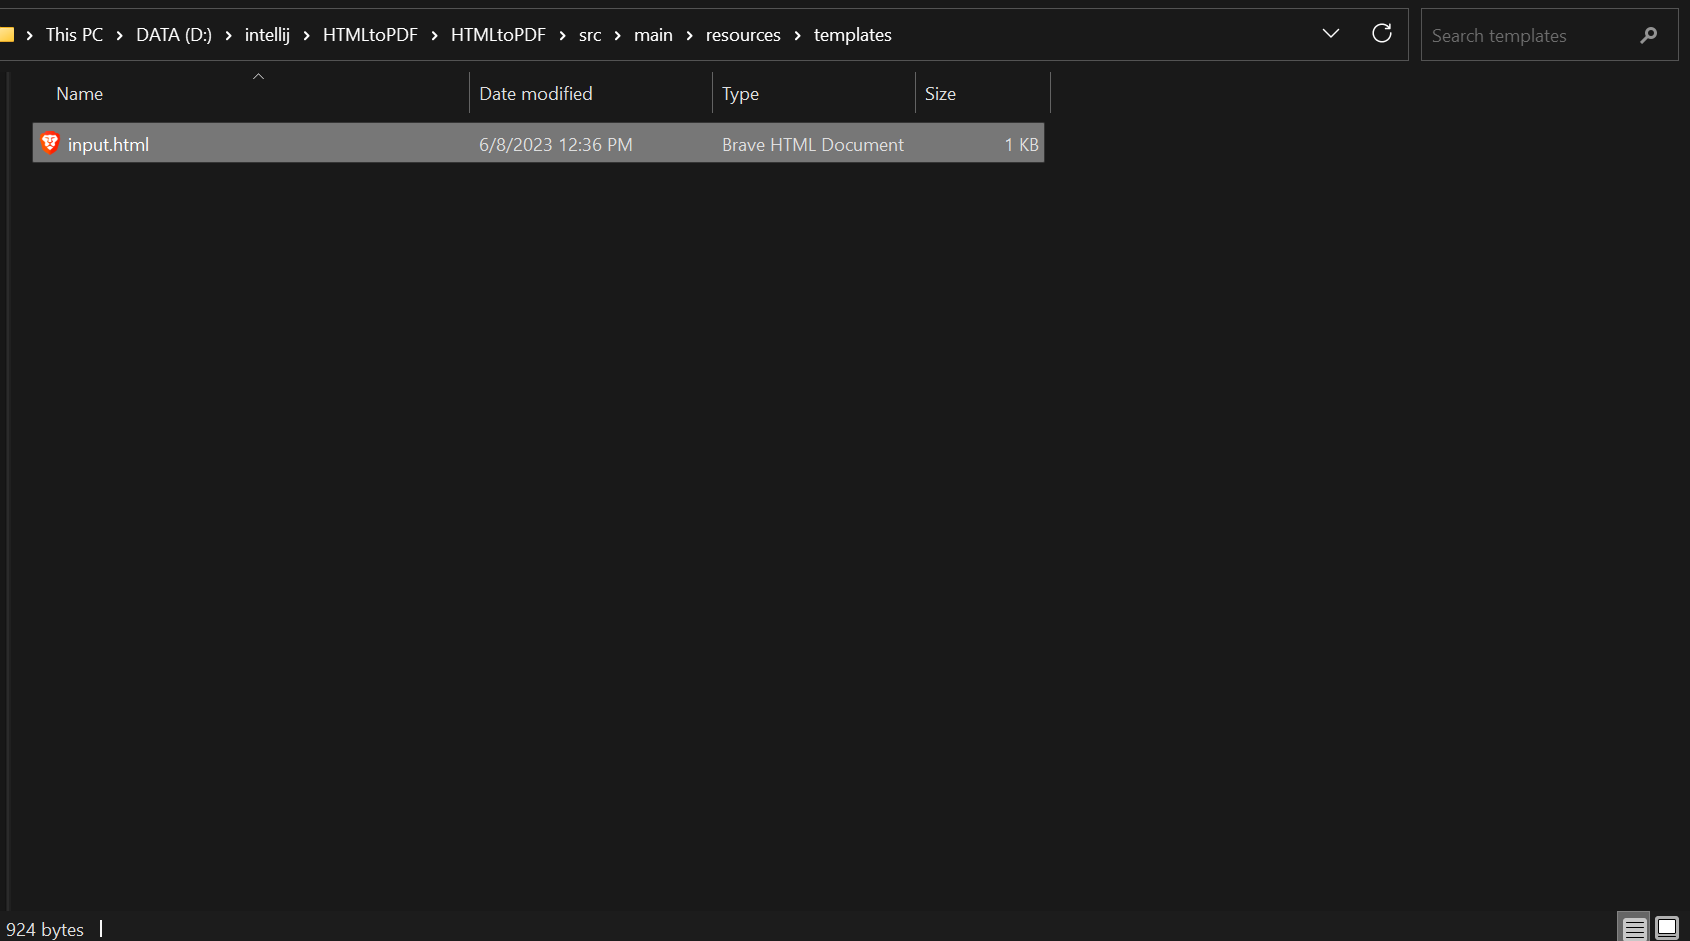 This PC > DATA (D:) > intellij > HTMLtoPDF > HTMLtoPDF > src > main > resources > templates
Search templates
Name Date modified Type Size
input.html 6/8/2023 12:36 PM Brave HTML Document 1 KB
924 bytes